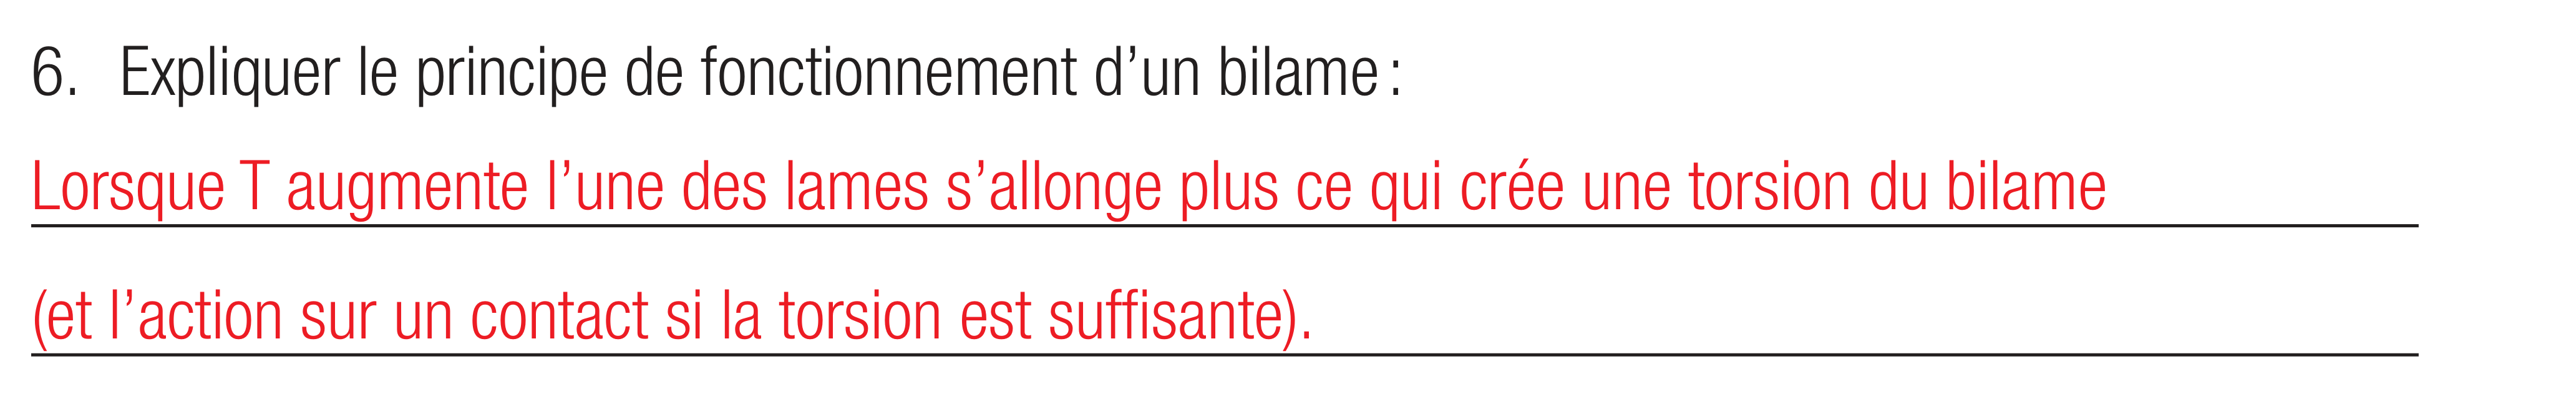 6. Expliquer le principe de fonctionnement d’un bilame :
Lorsque T augmente l’une des lames s’allonge plus ce qui crée une torsion du bilame
(et l’action sur un contact si la torsion est suffisante).